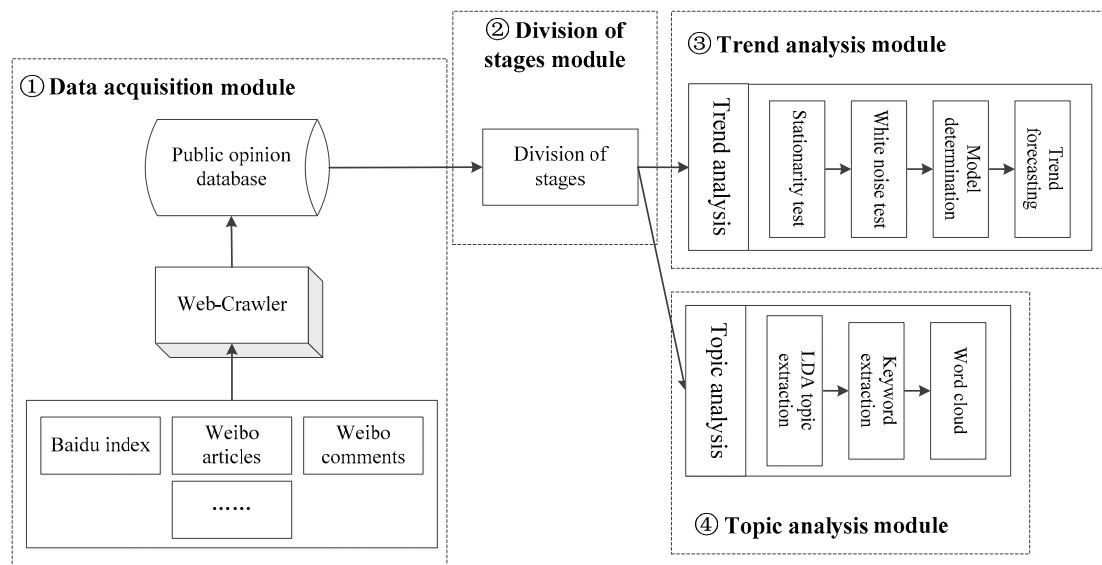 ① Data acquisition module
Public opinion
database
Web-Crawler
Baidu index
Weibo
articles
Weibo
comments
……
② Division of
stages module
Division of
stages
③ Trend analysis module
Trend analysis
Stationarity test
White noise test
Model
determination
Trend
forecasting
Topic analysis
LDA topic
extraction
Keyword
extraction
Word cloud
④ Topic analysis module